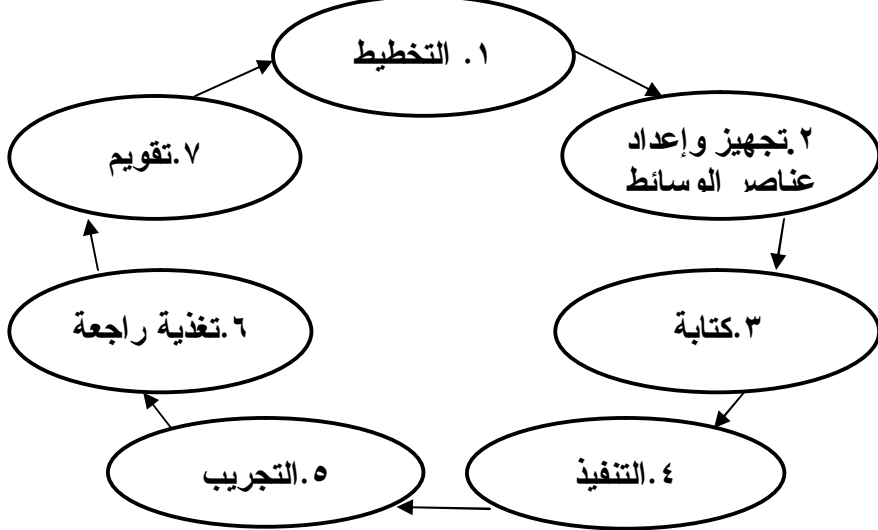 ١. التخطيط
٢.تجهيز وإعداد
عناصر الوسائط
٣.كتابة
٤.التنفيذ
٥.التجريب
٦.تغذية راجعة
٧.تقويم